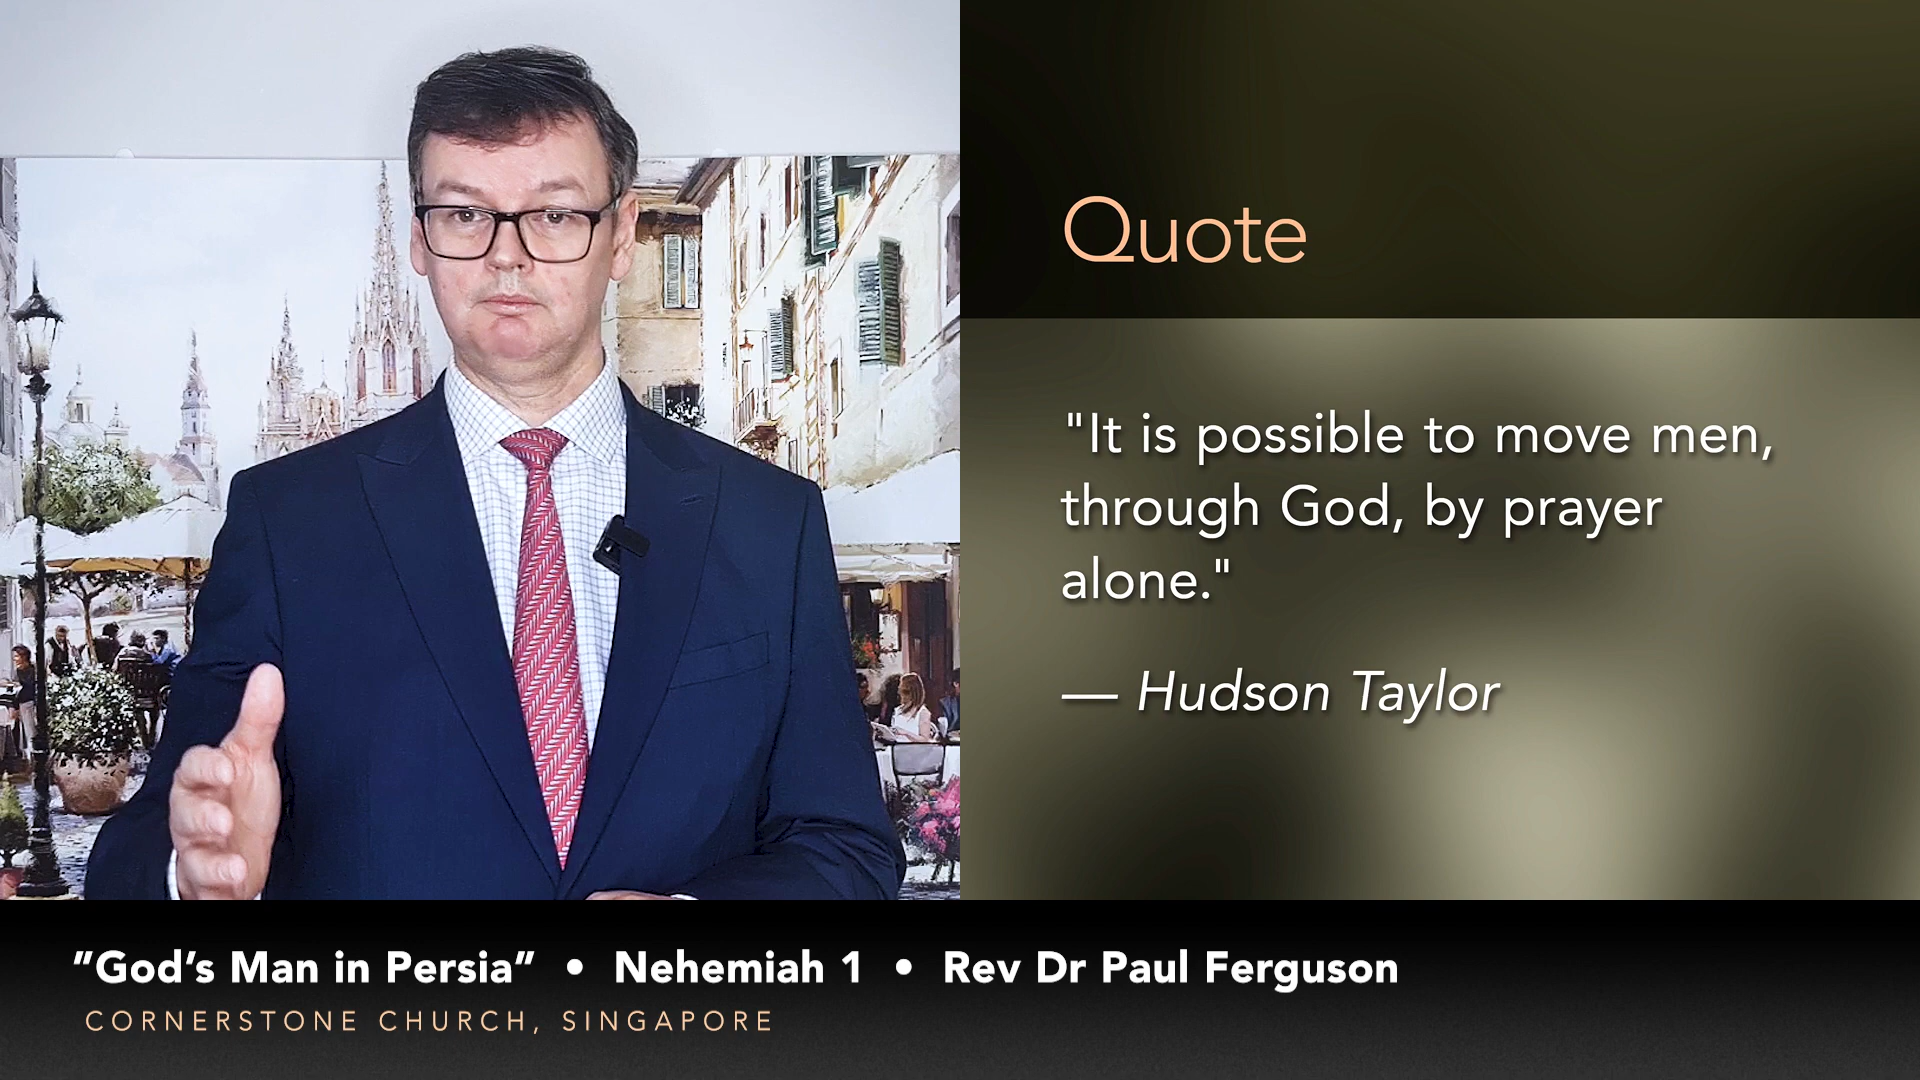 Quote
"It is possible to move men,
through God, by prayer
alone."
— Hudson Taylor
"God's Man in Persia" • Nehemiah 1 • Rev Dr Paul Ferguson
CORNERSTONE CHURCH, SINGAPORE